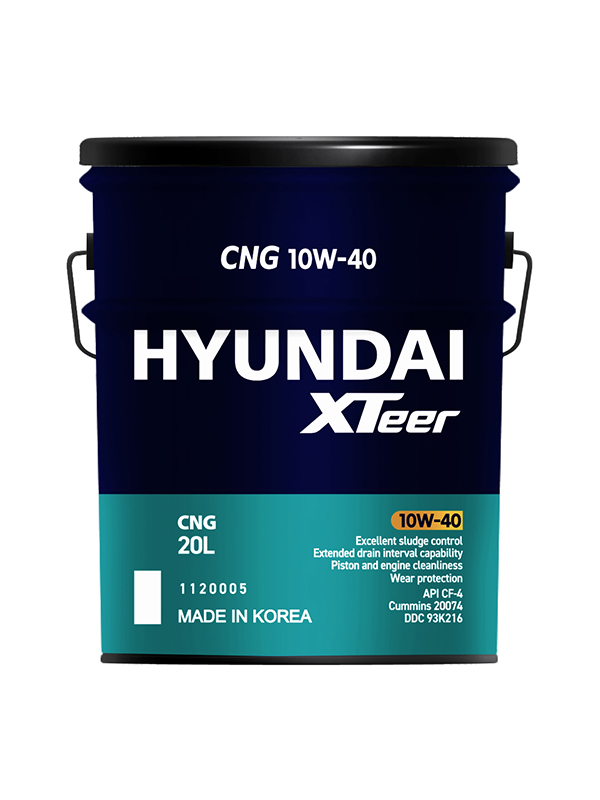 CNG 10W-40
HYUNDAI
XTeer
CNG
20L
1120005
MADE IN KOREA
10W-40
Excellent sludge control
Extended drain interval capability
Piston and engine cleanliness
Wear protection
API CF-4
Cummins 20074
DDC 93K216